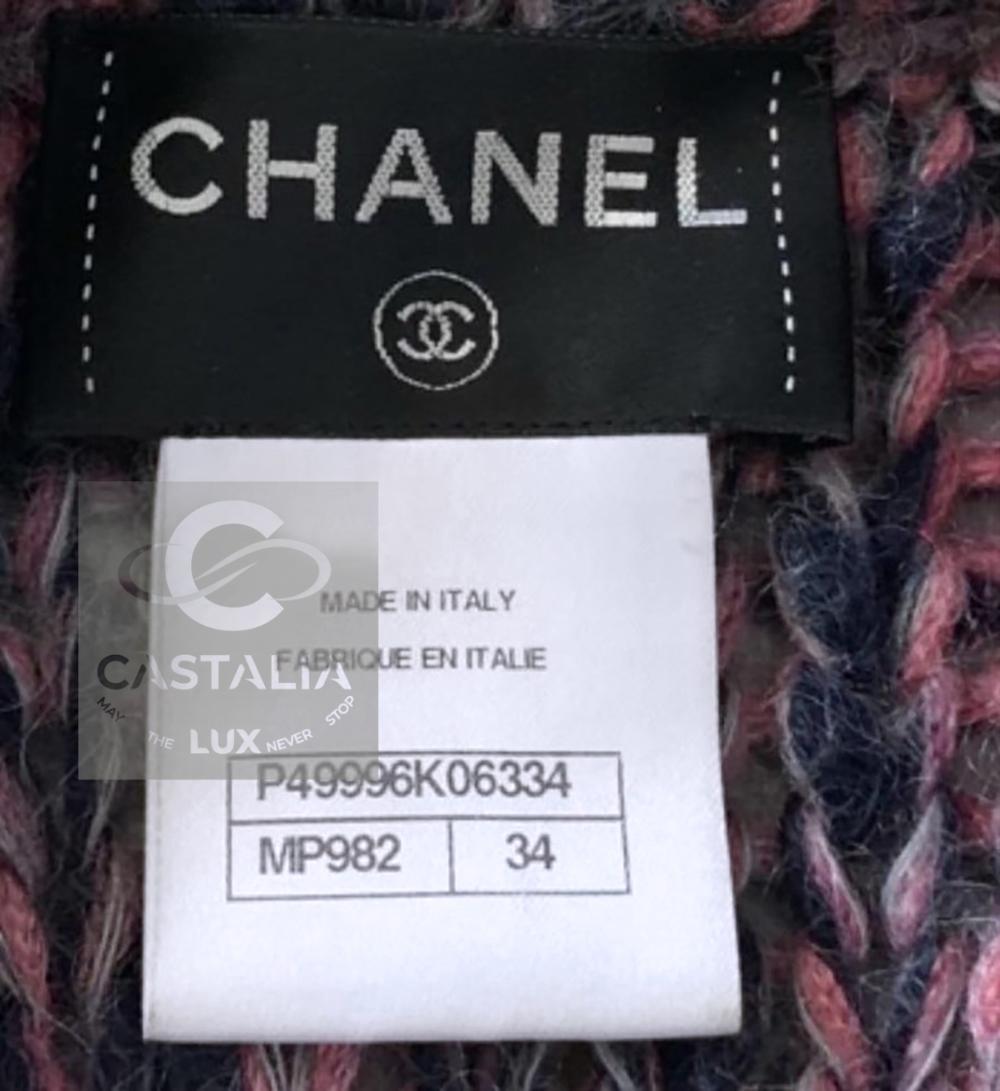 CHANEL
MADE IN ITALY
FABRIQUE EN ITALIE
C
CASTALIA
MAY THE LUX NEVER STOP
P49996K06334
MP982 34